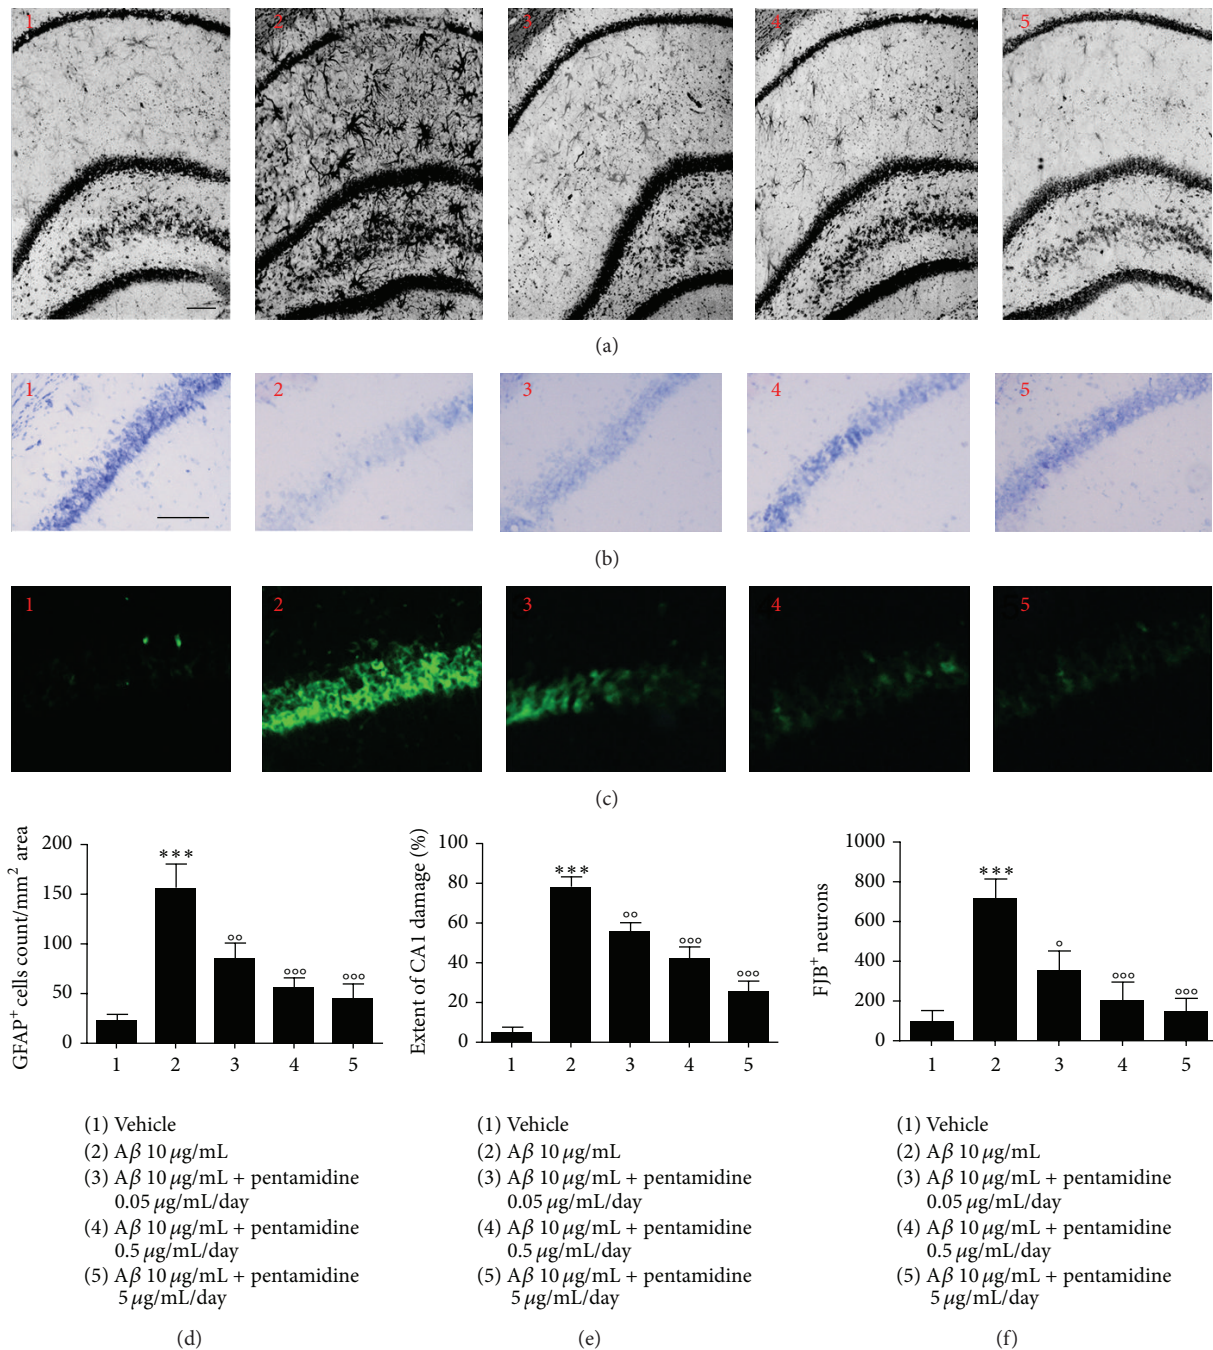 1 2 3 4 5
(a)
1 2 3 4 5
(b)
1 2 3 4 5
(c)
GFAP⁺ cells count/mm² area
200
150
100
50
0
***
°°
°°°
°°°
1 2 3 4 5
(1) Vehicle
(2) Aβ 10 μg/mL
(3) Aβ 10 μg/mL + pentamidine
0.05 μg/mL/day
(4) Aβ 10 μg/mL + pentamidine
0.5 μg/mL/day
(5) Aβ 10 μg/mL + pentamidine
5 μg/mL/day
(d)
Extent of CA1 damage (%)
100
80
60
40
20
0
***
°°
°°°
°°°
1 2 3 4 5
(1) Vehicle
(2) Aβ 10 μg/mL
(3) Aβ 10 μg/mL + pentamidine
0.05 μg/mL/day
(4) Aβ 10 μg/mL + pentamidine
0.5 μg/mL/day
(5) Aβ 10 μg/mL + pentamidine
5 μg/mL/day
(e)
FJB⁺ neurons
1000
800
600
400
200
0
***
°
°°°
°°°
1 2 3 4 5
(1) Vehicle
(2) Aβ 10 μg/mL
(3) Aβ 10 μg/mL + pentamidine
0.05 μg/mL/day
(4) Aβ 10 μg/mL + pentamidine
0.5 μg/mL/day
(5) Aβ 10 μg/mL + pentamidine
5 μg/mL/day
(f)